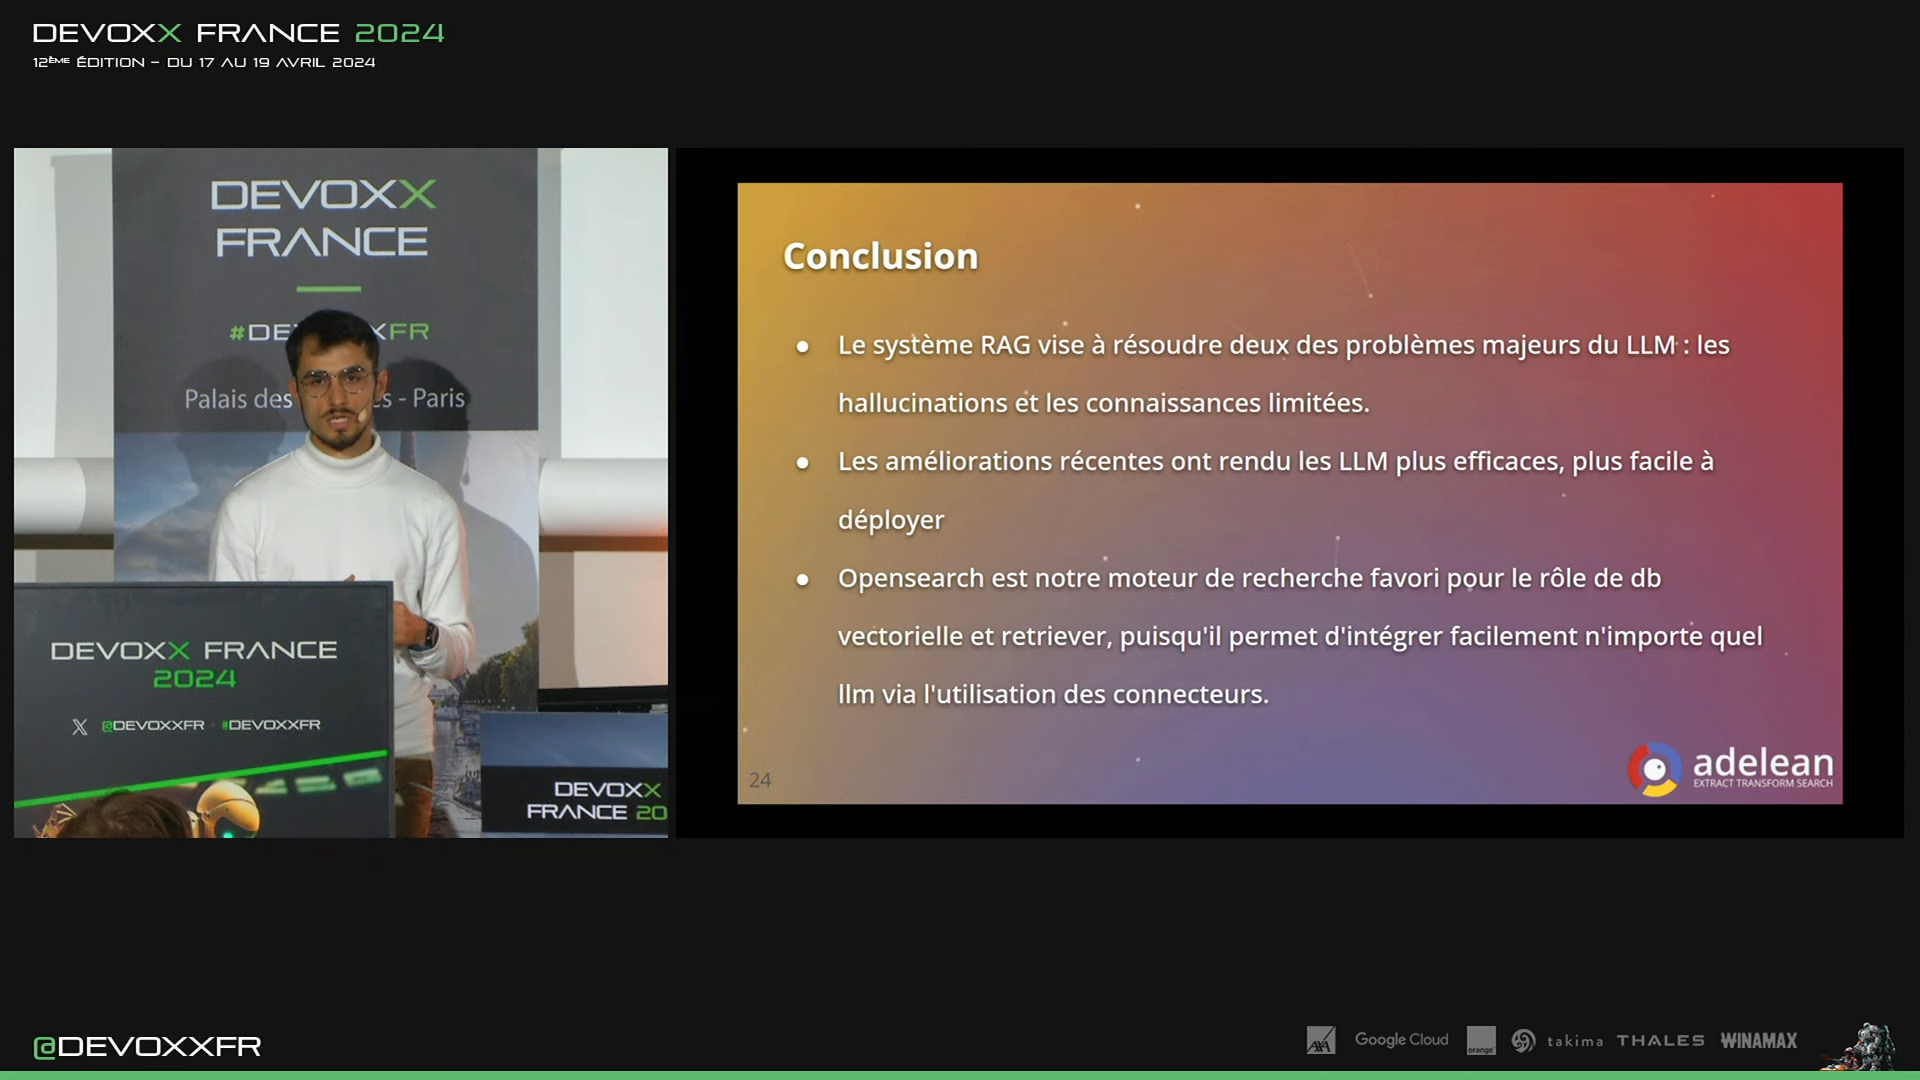 DEVOXX FRANCE 2024
12ÈME ÉDITION - DU 17 AU 19 AVRIL 2024
DEVOXX
FRANCE
#DE XFR
Palais des s - Paris
DEVOXX FRANCE
2024
@DEVOXXFR #DEVOXXFR
DEVOXX
FRANCE 20
Conclusion
● Le système RAG vise à résoudre deux des problèmes majeurs du LLM : les
hallucinations et les connaissances limitées.
● Les améliorations récentes ont rendu les LLM plus efficaces, plus facile à
déployer
● Opensearch est notre moteur de recherche favori pour le rôle de db
vectorielle et retriever, puisqu'il permet d'intégrer facilement n'importe quel
llm via l'utilisation des connecteurs.
24
adelean
EXTRACT TRANSFORM SEARCH
@DEVOXXFR
AXA Google Cloud orange takima THALES WINAMAX